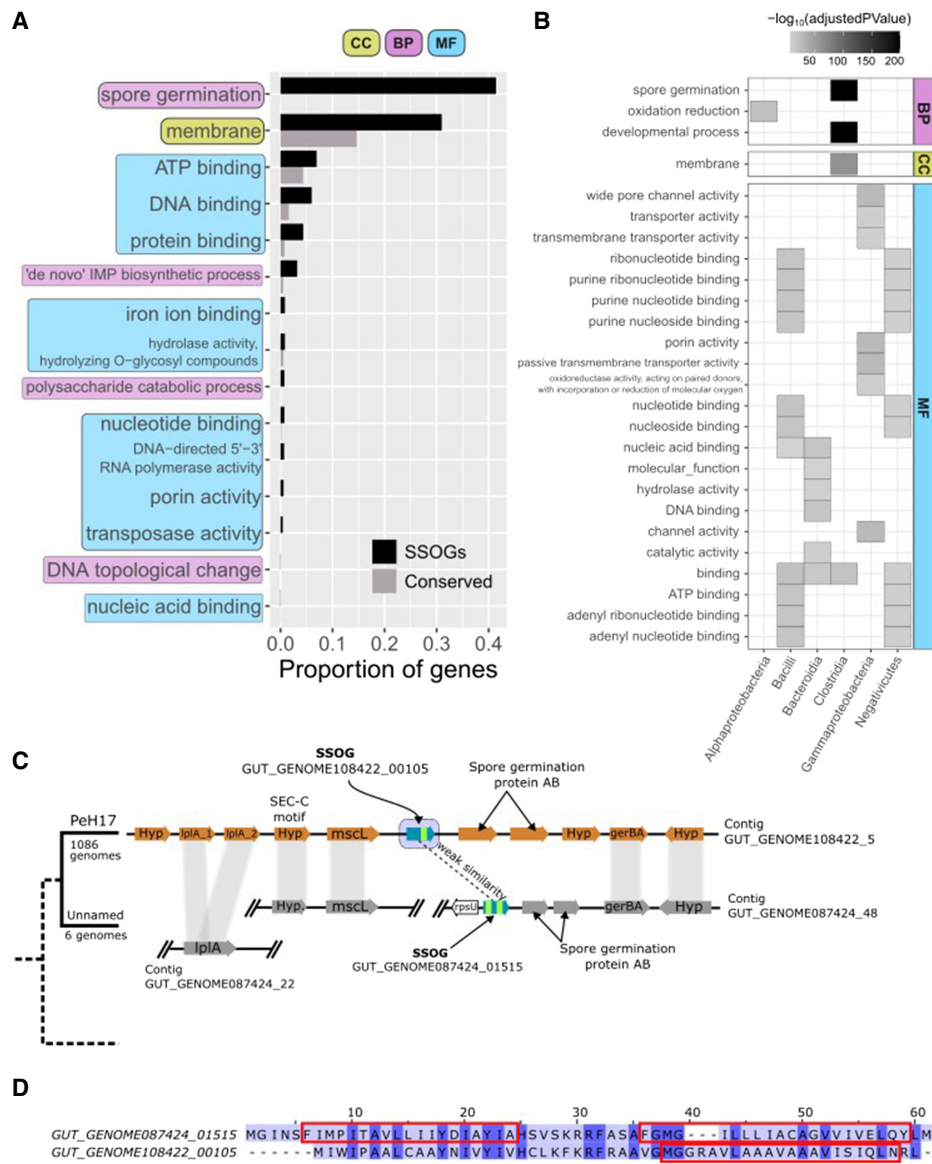 A
CC BP MF
spore germination
membrane
ATP binding
DNA binding
protein binding
'de novo' IMP biosynthetic process
iron ion binding
hydrolase activity,
hydrolyzing O−glycosyl compounds
polysaccharide catabolic process
nucleotide binding
DNA−directed 5'−3'
RNA polymerase activity
porin activity
transposase activity
DNA topological change
nucleic acid binding
SSOGs
Conserved
0.0 0.1 0.2 0.3 0.4
Proportion of genes
B
−log10(adjustedPValue)
50 100 150 200
spore germination
oxidation reduction
developmental process
BP
membrane
CC
wide pore channel activity
transporter activity
transmembrane transporter activity
ribonucleotide binding
purine ribonucleotide binding
purine nucleotide binding
purine nucleoside binding
porin activity
passive transmembrane transporter activity
oxidoreductase activity, acting on paired donors,
with incorporation or reduction of molecular oxygen
nucleotide binding
nucleoside binding
nucleic acid binding
molecular_function
hydrolase activity
DNA binding
channel activity
catalytic activity
binding
ATP binding
adenyl ribonucleotide binding
adenyl nucleotide binding
MF
Alphaproteobacteria
Bacilli
Bacteroidia
Clostridia
Gammaproteobacteria
Negativicutes
C
SSOG
GUT_GENOME108422_00105
Spore germination
protein AB
SEC-C
motif
PeH17
1086
genomes
Hyp lplA_1 lplA_2 Hyp mscL Hyp gerBA Hyp
Contig
GUT_GENOME108422_5
weak similarity
Unnamed
6 genomes
Hyp mscL rpsU gerBA Hyp
Contig
GUT_GENOME087424_48
lplA
Contig
GUT_GENOME087424_22
SSOG
GUT_GENOME087424_01515
Spore germination
protein AB
D
10 20 30 40 50 60
GUT_GENOME087424_01515 MGINSFIMPITAVLLIIYDIAYIAHSVSKRRFASAFGMG---ILLLIACAGVVIVELQYLM
GUT_GENOME108422_00105 ------MIWIPAALCAAYNIVYIVHCLKFKRFRAAVGMGGRAVLAAAVAAAVISIQLNRL-